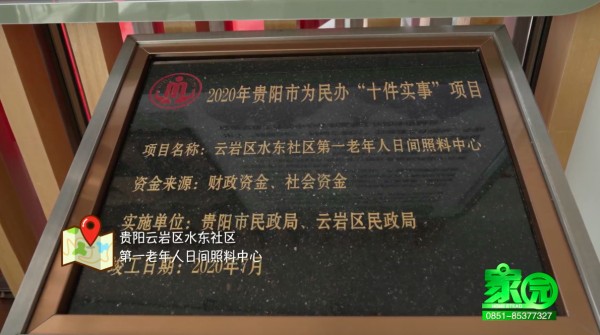 2020年贵阳市为民办“十件实事”项目
项目名称：云岩区水东社区第一老年人日间照料中心
资金来源：财政资金、社会资金
实施单位：贵阳市民政局、云岩区民政局
贵阳云岩区水东社区
第一老年人日间照料中心
竣工日期：2020年7月
家园
0851-85377327